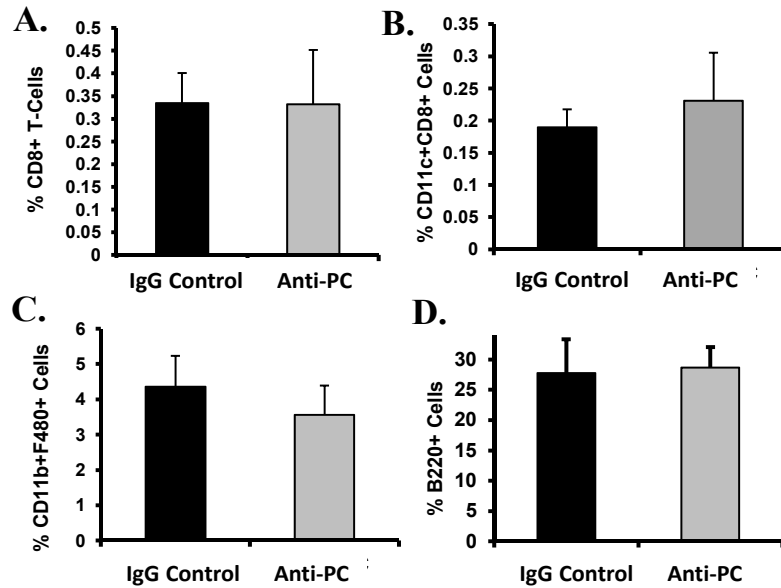 A.
% CD8+ T-Cells
0.5
0.45
0.4
0.35
0.3
0.25
0.2
0.15
0.1
0.05
0
IgG Control Anti-PC
B.
% CD11c+CD8+ Cells
0.35
0.3
0.25
0.2
0.15
0.1
0.05
0
IgG Control Anti-PC
C.
% CD11b+F480+ Cells
6
5
4
3
2
1
0
IgG Control Anti-PC
D.
% B220+ Cells
30
25
20
15
10
5
0
IgG Control Anti-PC